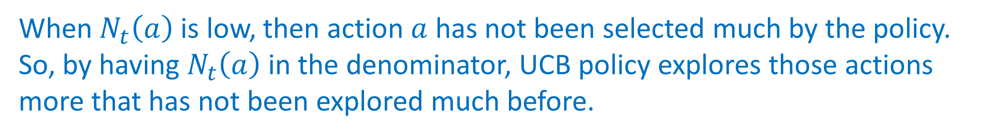 When $N_t(a)$ is low, then action $a$ has not been selected much by the policy.
So, by having $N_t(a)$ in the denominator, UCB policy explores those actions
more that has not been explored much before.